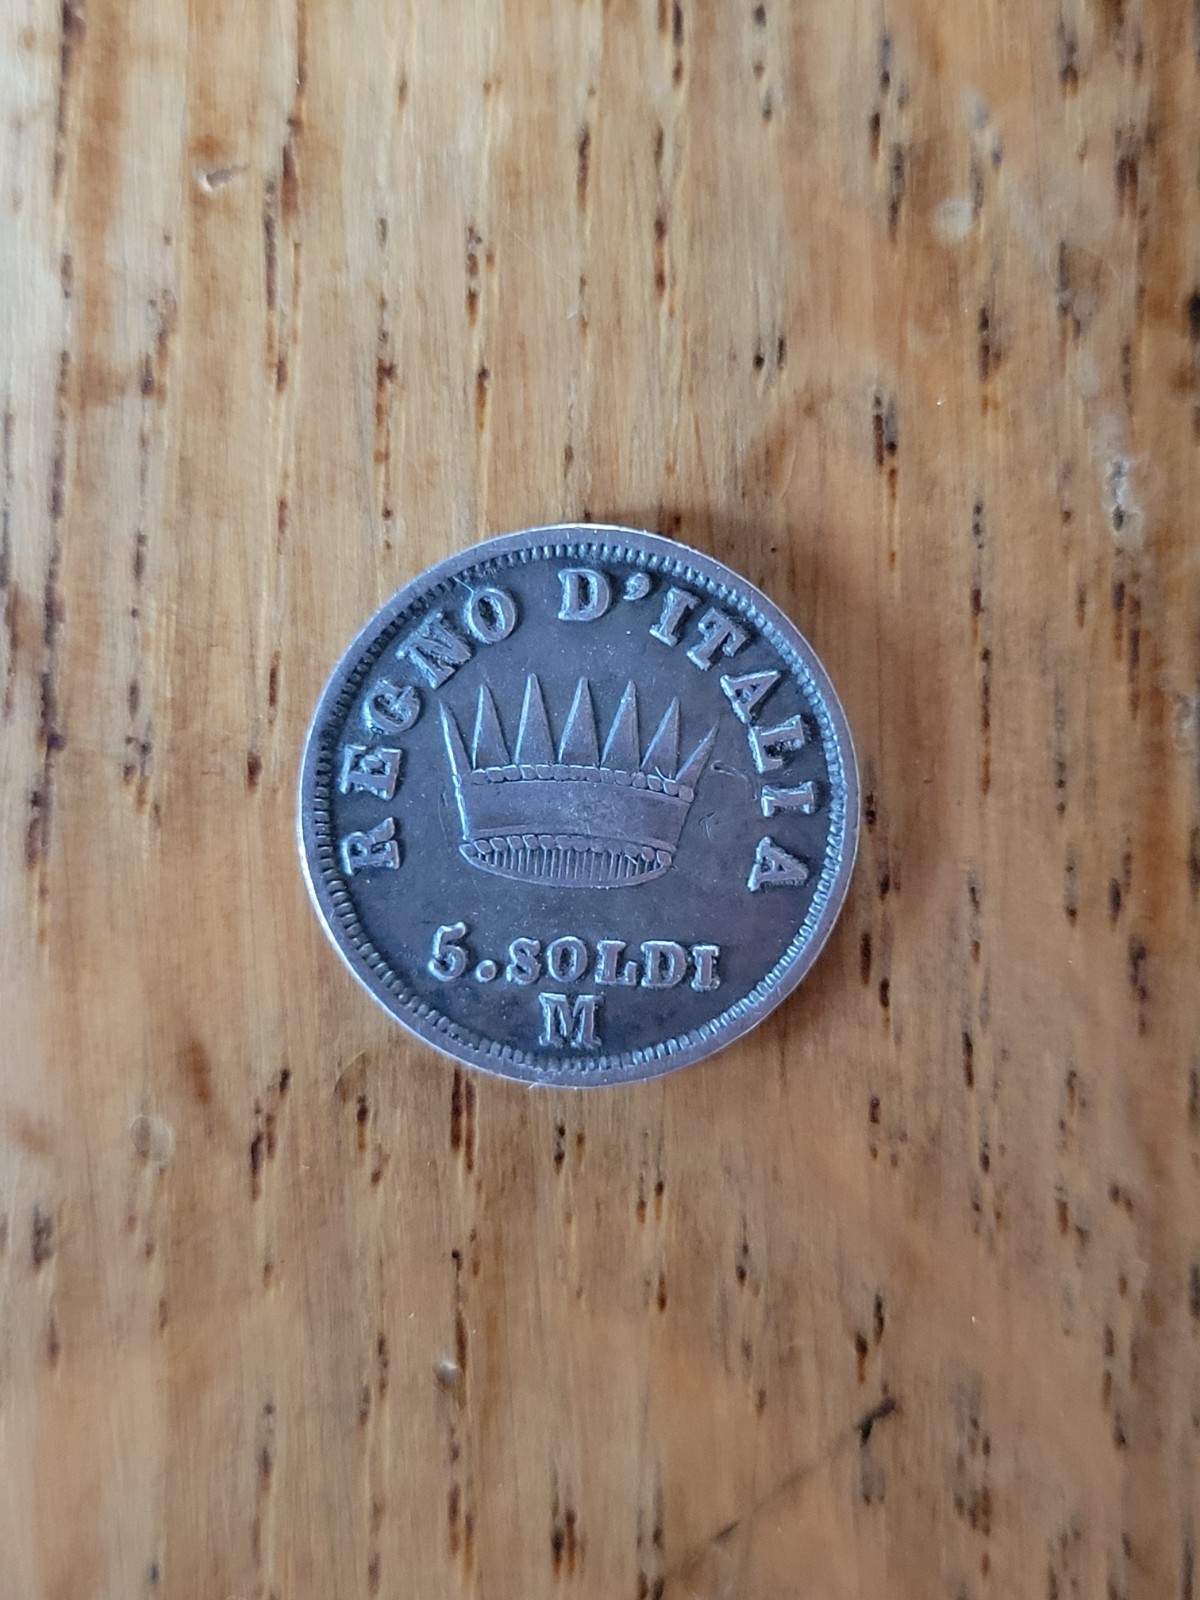 REGNO D'ITALIA
5.SOLDI
M